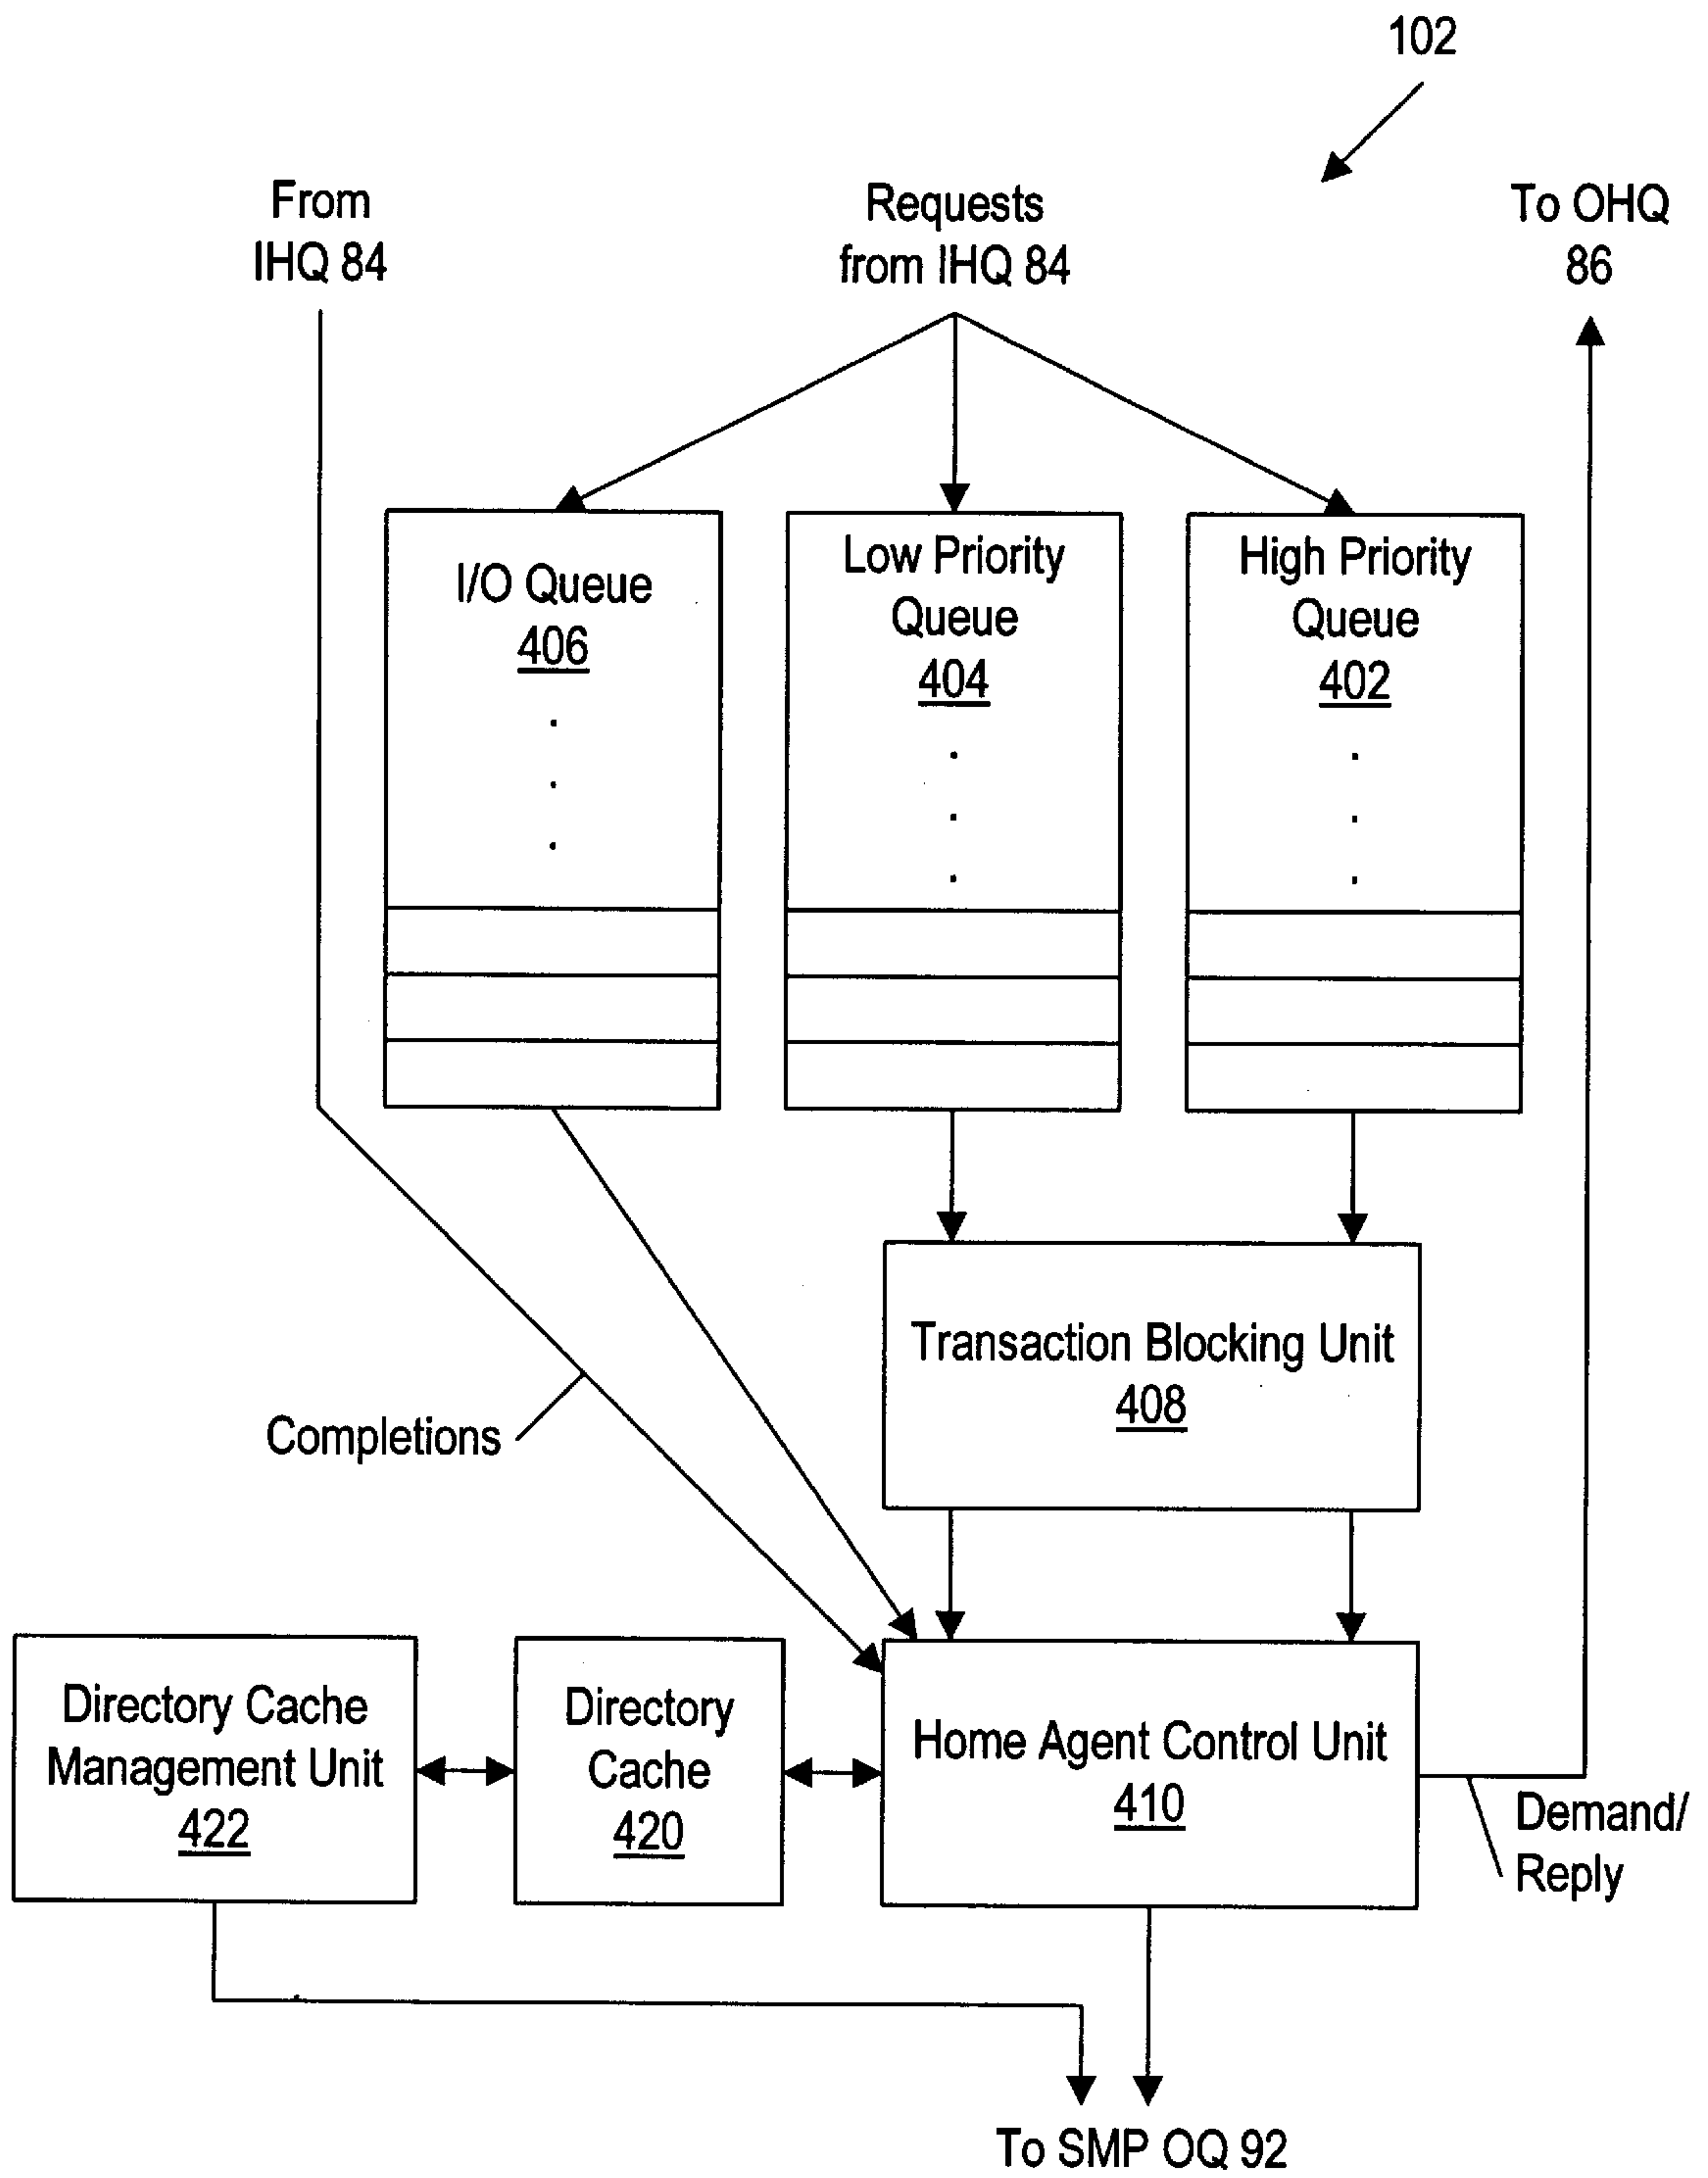 102
From
IHQ 84
Requests
from IHQ 84
To OHQ
86
I/O Queue
406
Low Priority
Queue
404
High Priority
Queue
402
Transaction Blocking Unit
408
Completions
Directory Cache
Management Unit
422
Directory
Cache
420
Home Agent Control Unit
410
Demand/
Reply
To SMP OQ 92